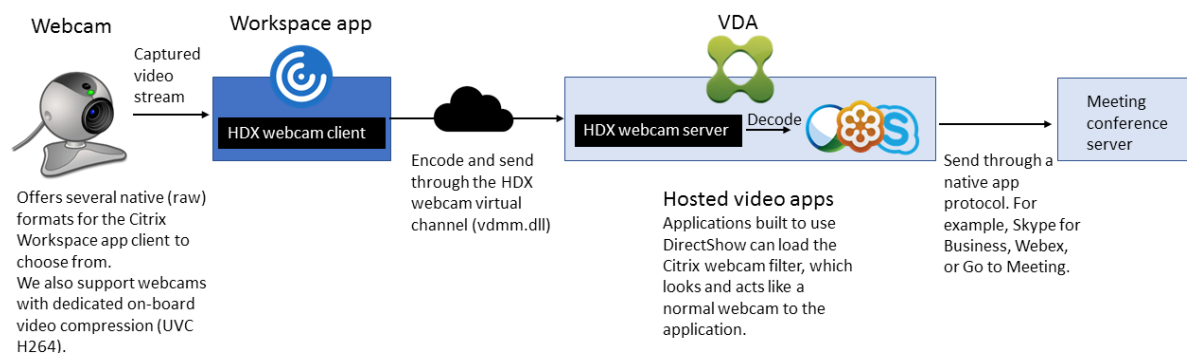 Webcam
Captured
video
stream
Offers several native (raw)
formats for the Citrix
Workspace app client to
choose from.
We also support webcams
with dedicated on-board
video compression (UVC
H264).
Workspace app
HDX webcam client
Encode and send
through the HDX
webcam virtual
channel (vdmm.dll)
VDA
HDX webcam server
Decode
S
Hosted video apps
Applications built to use
DirectShow can load the
Citrix webcam filter, which
looks and acts like a
normal webcam to the
application.
Send through a
native app
protocol. For
example, Skype for
Business, Webex,
or Go to Meeting.
Meeting
conference
server